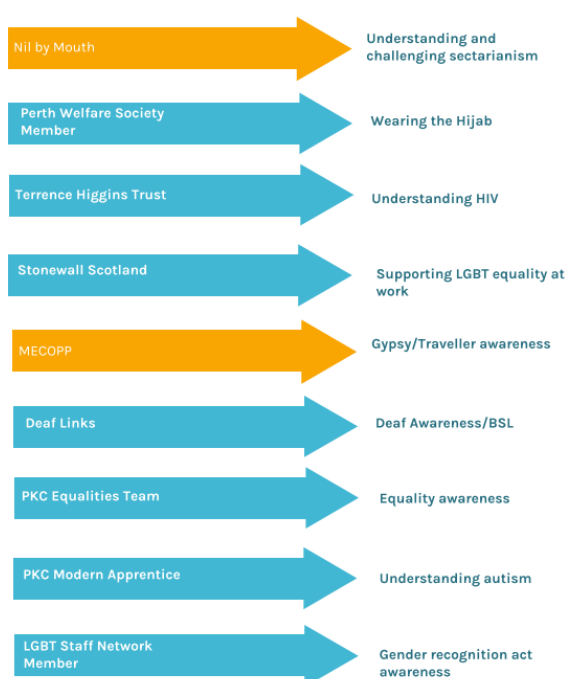 Nil by Mouth
Understanding and
challenging sectarianism
Perth Welfare Society
Member
Wearing the Hijab
Terrence Higgins Trust
Understanding HIV
Stonewall Scotland
Supporting LGBT equality at
work
MECOPP
Gypsy/Traveller awareness
Deaf Links
Deaf Awareness/BSL
PKC Equalities Team
Equality awareness
PKC Modern Apprentice
Understanding autism
LGBT Staff Network
Member
Gender recognition act
awareness